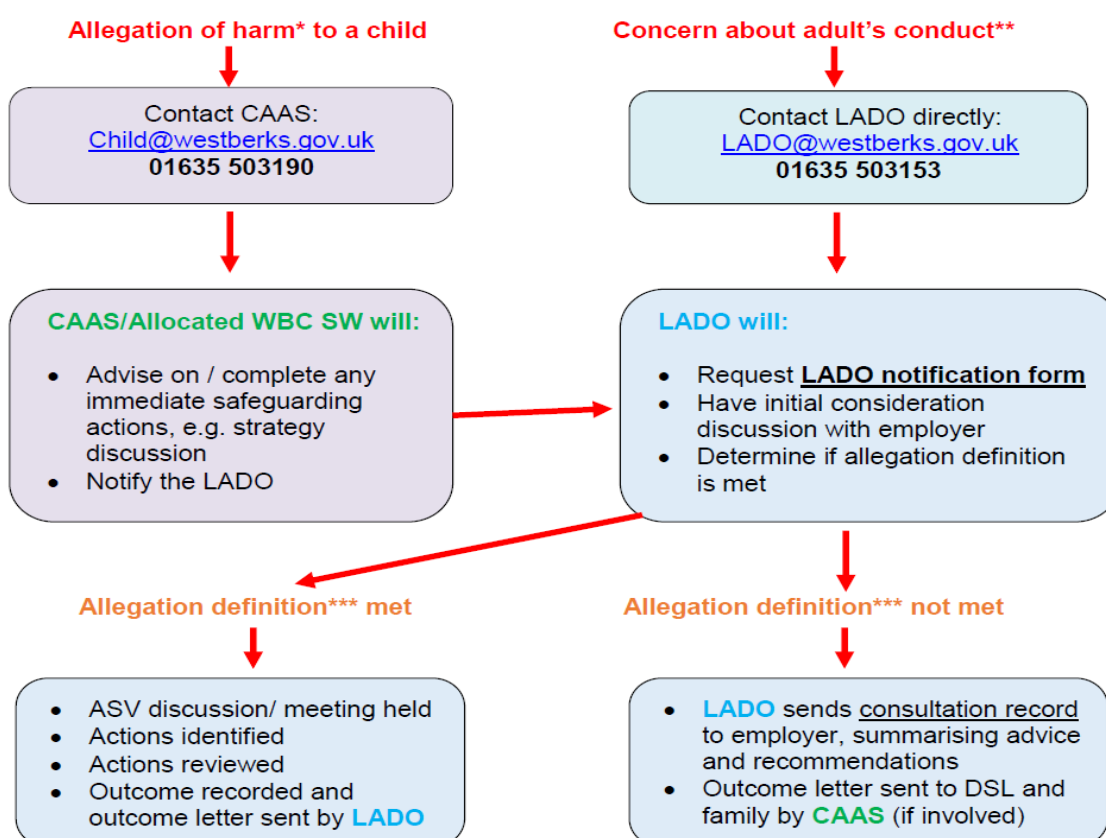 Allegation of harm* to a child
Contact CAAS:
Child@westberks.gov.uk
01635 503190
CAAS/Allocated WBC SW will:
• Advise on / complete any
immediate safeguarding
actions, e.g. strategy
discussion
• Notify the LADO
Concern about adult's conduct**
Contact LADO directly:
LADO@westberks.gov.uk
01635 503153
LADO will:
• Request LADO notification form
• Have initial consideration
discussion with employer
• Determine if allegation definition
is met
Allegation definition*** met
• ASV discussion/ meeting held
• Actions identified
• Actions reviewed
• Outcome recorded and
outcome letter sent by LADO
Allegation definition*** not met
• LADO sends consultation record
to employer, summarising advice
and recommendations
• Outcome letter sent to DSL and
family by CAAS (if involved)